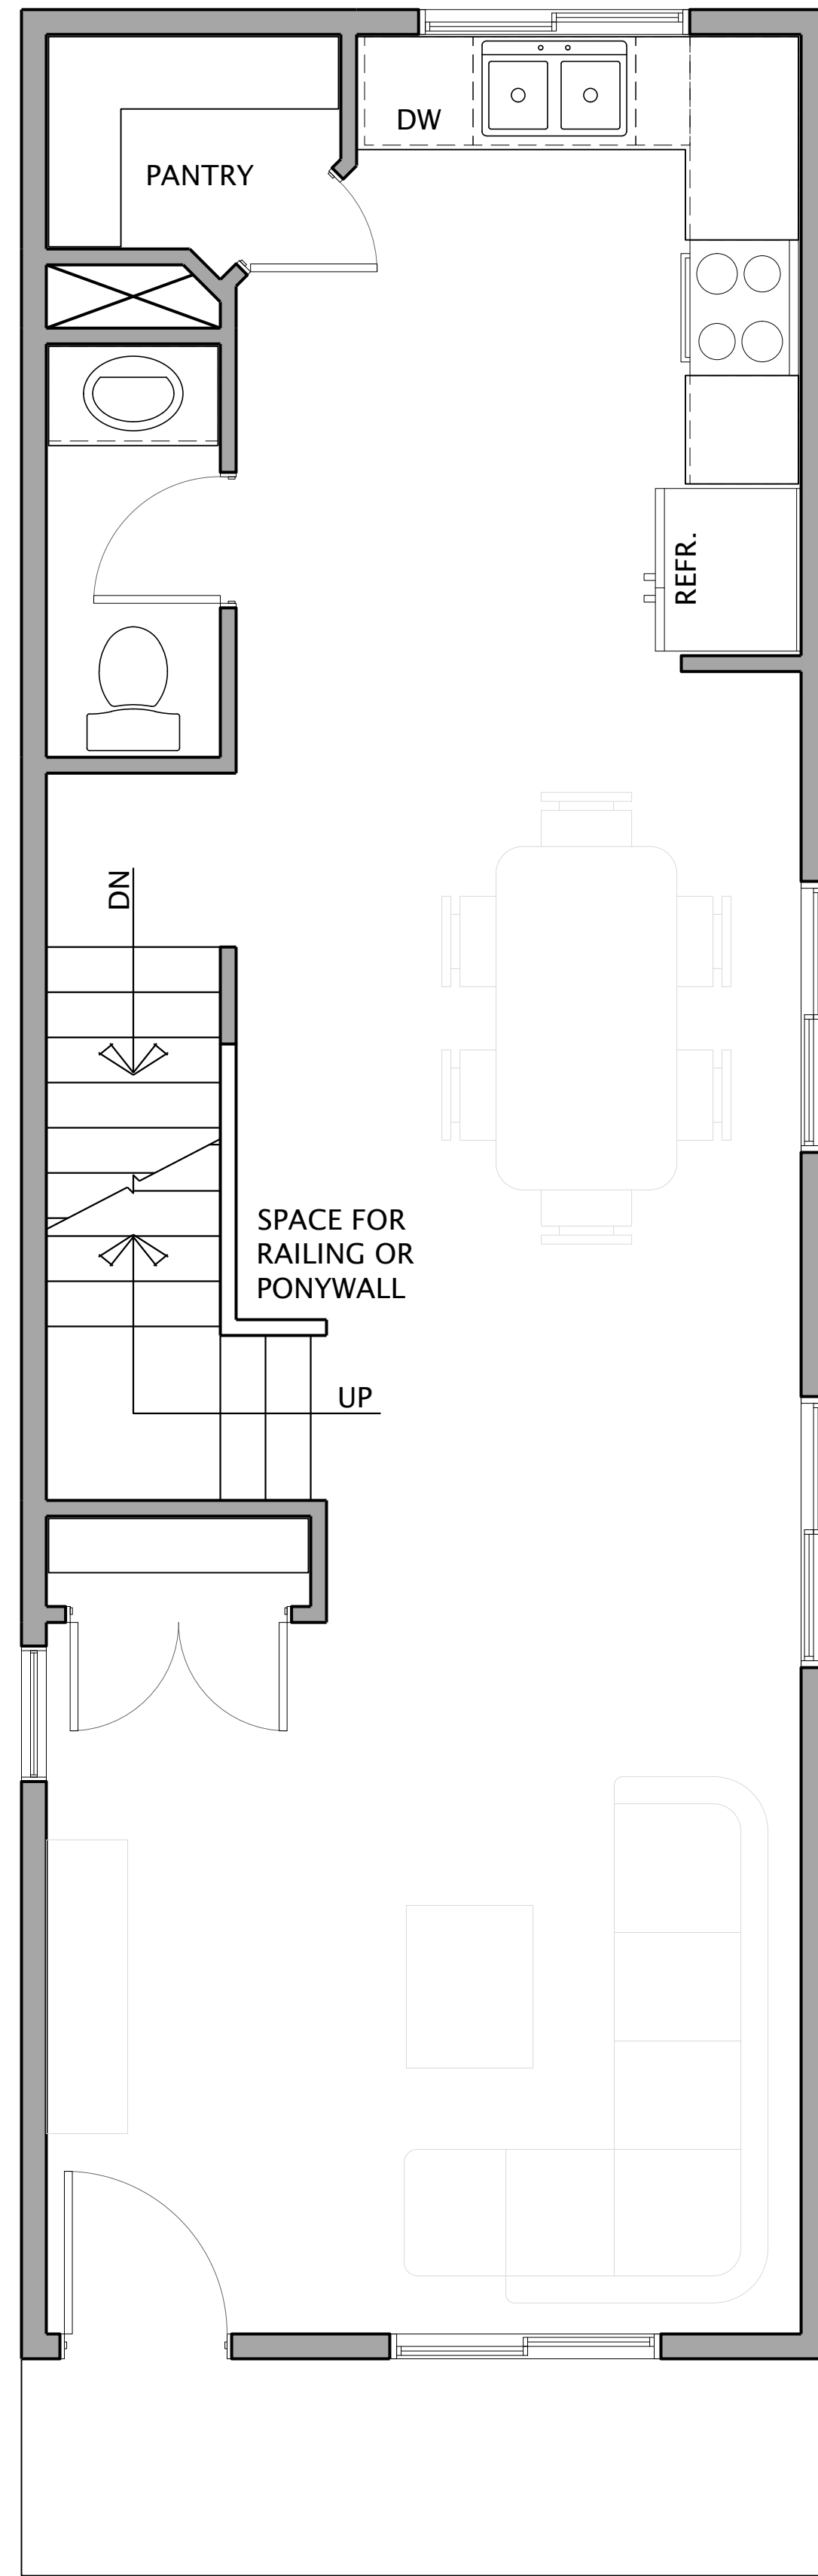 DW
PANTRY
REFR.
DN
SPACE FOR
RAILING OR
PONYWALL
UP